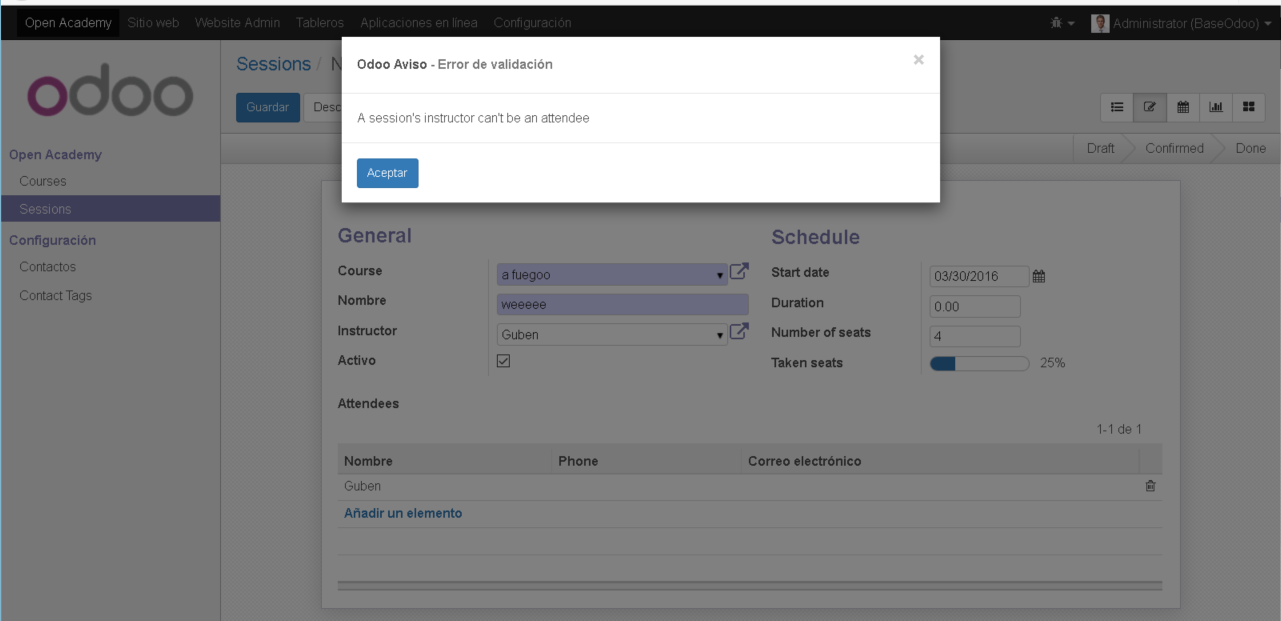 Open Academy Sitio web Website Admin Tableros Aplicaciones en línea Configuración Administrator (BaseOdoo)
odoo
Open Academy
Courses
Sessions
Configuración
Contactos
Contact Tags
Sessions / N
Guardar Desc
Odoo Aviso - Error de validación ×
A session's instructor can't be an attendee
Aceptar
Draft Confirmed Done
General
Course a fuegoo
Nombre weeeee
Instructor Guben
Activo
Schedule
Start date 03/30/2016
Duration 0.00
Number of seats 4
Taken seats 25%
Attendees
1-1 de 1
Nombre Phone Correo electrónico
Guben
Añadir un elemento